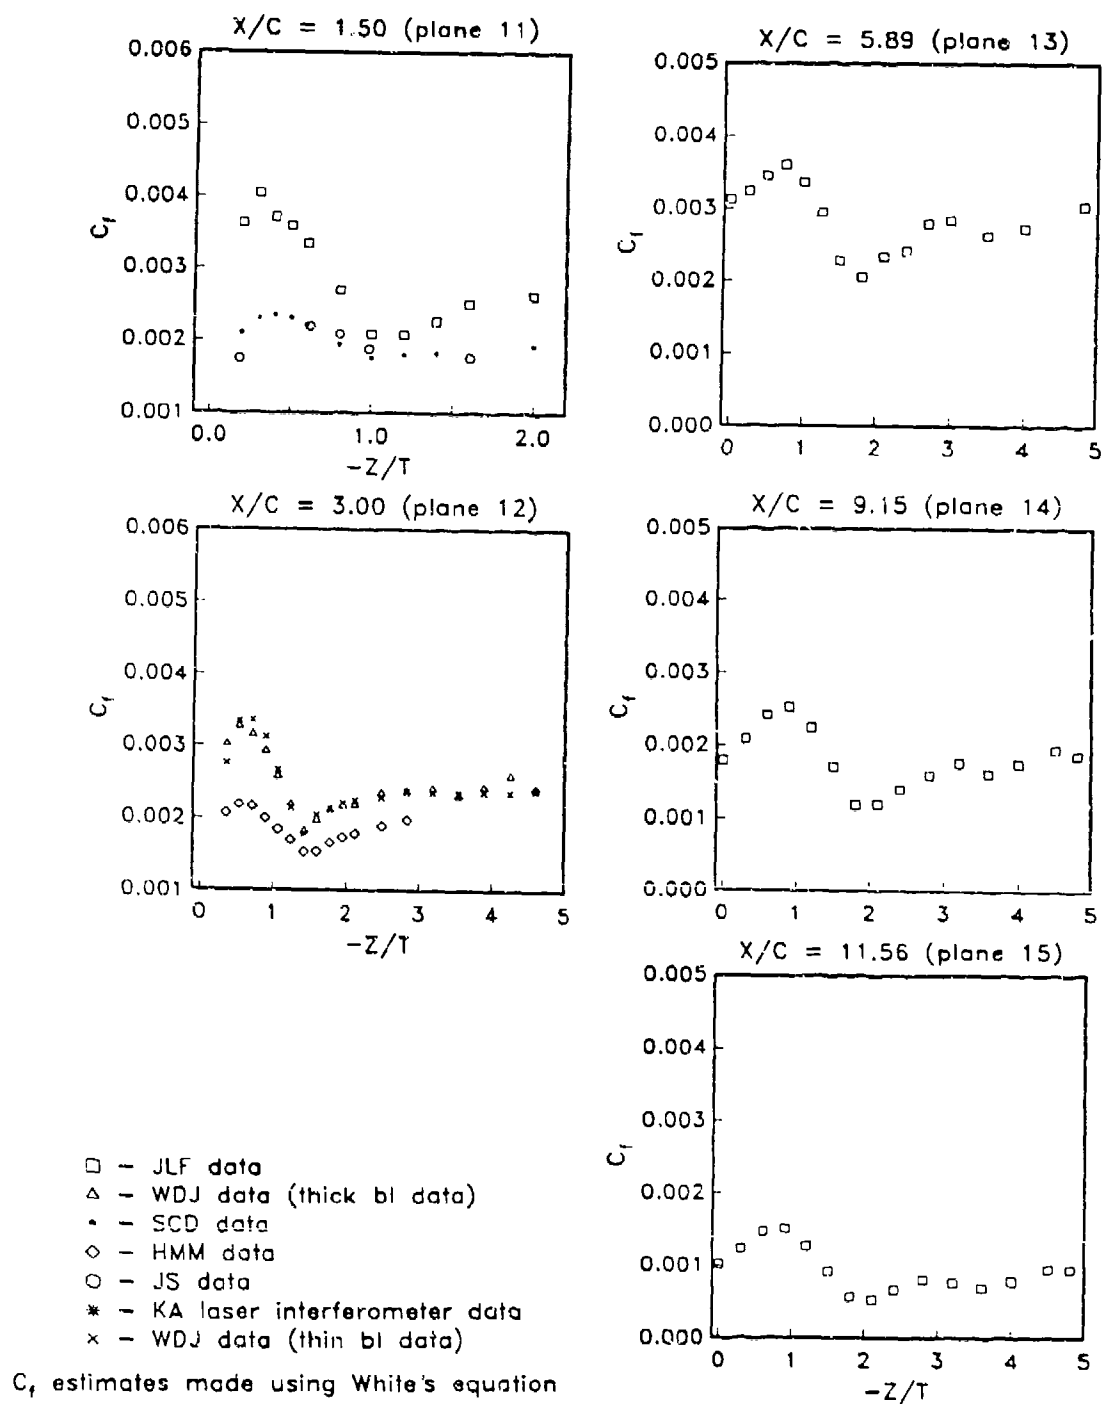 X/C = 1.50 (plane 11)
0.006
0.005
0.004
0.003
0.002
0.001
C_f
0.0 1.0 2.0
-Z/T
X/C = 3.00 (plane 12)
0.006
0.005
0.004
0.003
0.002
0.001
C_f
0 1 2 3 4 5
-Z/T
X/C = 5.89 (plane 13)
0.005
0.004
0.003
0.002
0.001
0.000
C_f
0 1 2 3 4 5
X/C = 9.15 (plane 14)
0.005
0.004
0.003
0.002
0.001
0.000
C_f
0 1 2 3 4 5
X/C = 11.56 (plane 15)
0.005
0.004
0.003
0.002
0.001
0.000
C_f
0 1 2 3 4 5
-Z/T
□ – JLF data
△ – WDJ data (thick bl data)
• – SCD data
◇ – HMM data
○ – JS data
* – KA laser interferometer data
× – WDJ data (thin bl data)
C_f estimates made using White's equation